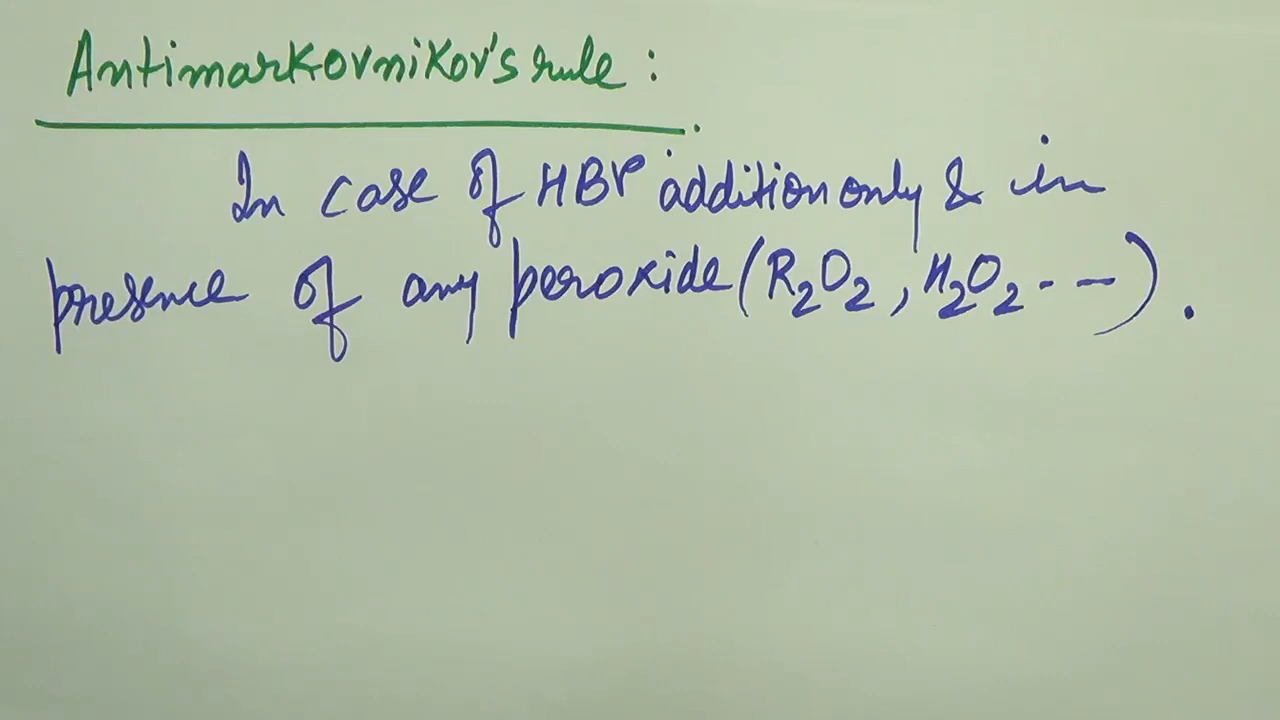 Antimarkovnikov's rule :
In case of HBr addition only & in
presence of any peroxide (R₂O₂, H₂O₂- -) .